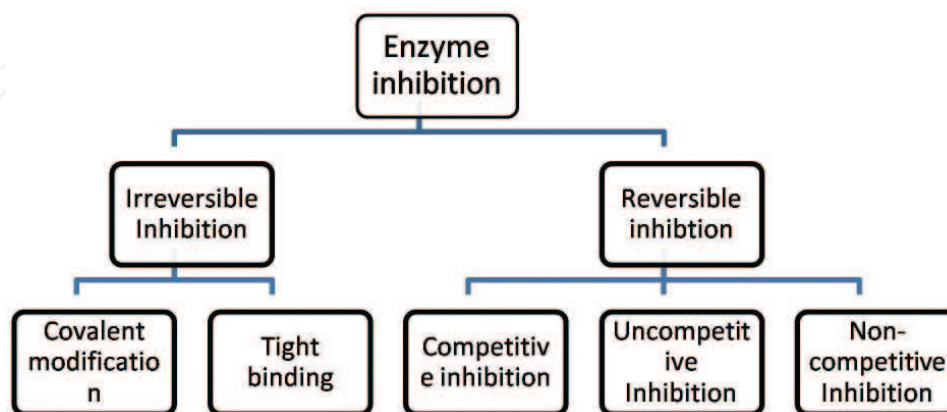 Enzyme
inhibition
Irreversible
Inhibition
Reversible
inhibtion
Covalent
modificatio
n
Tight
binding
Competitiv
e inhibition
Uncompetit
ive
Inhibition
Non-
competitive
Inhibition